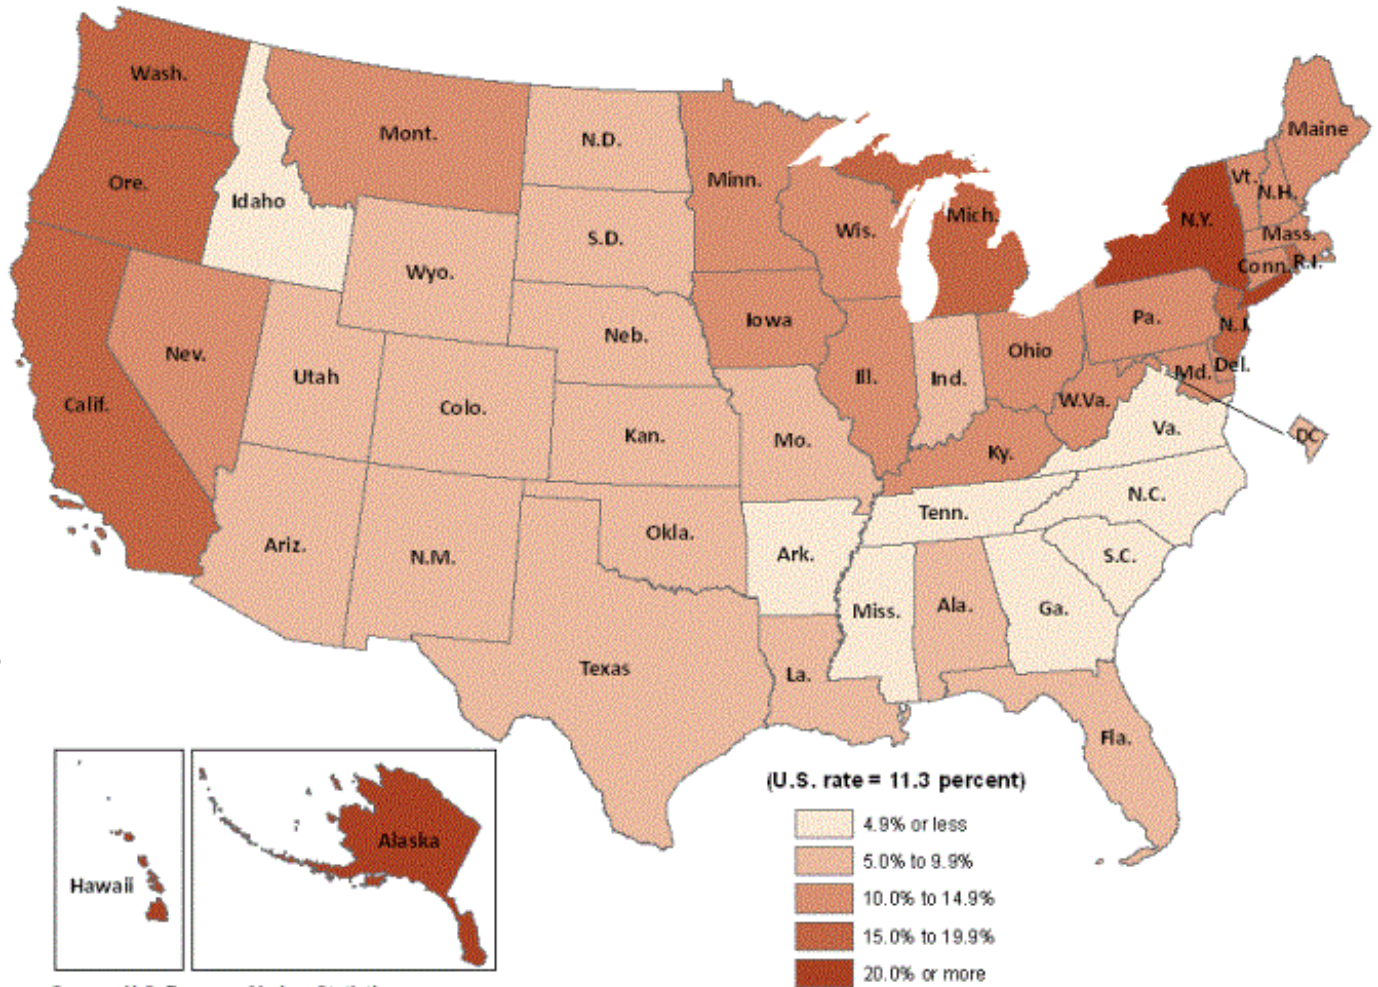 Wash.
Mont.
N.D.
Minn.
Maine
Ore.
Idaho
Vt.
N.H.
Mich.
N.Y.
Wis.
S.D.
Mass.
Wyo.
Conn.
R.I.
Iowa
Pa.
N.J.
Neb.
Nev.
Ohio
Utah
Ill.
Ind.
Md.
Del.
Calif.
Colo.
W.Va.
Kan.
Mo.
Va.
DC
Ky.
N.C.
Tenn.
Okla.
Ariz.
N.M.
Ark.
S.C.
Miss.
Ala.
Ga.
Texas
La.
Fla.
(U.S. rate = 11.3 percent)
4.9% or less
5.0% to 9.9%
10.0% to 14.9%
15.0% to 19.9%
20.0% or more
Alaska
Hawaii